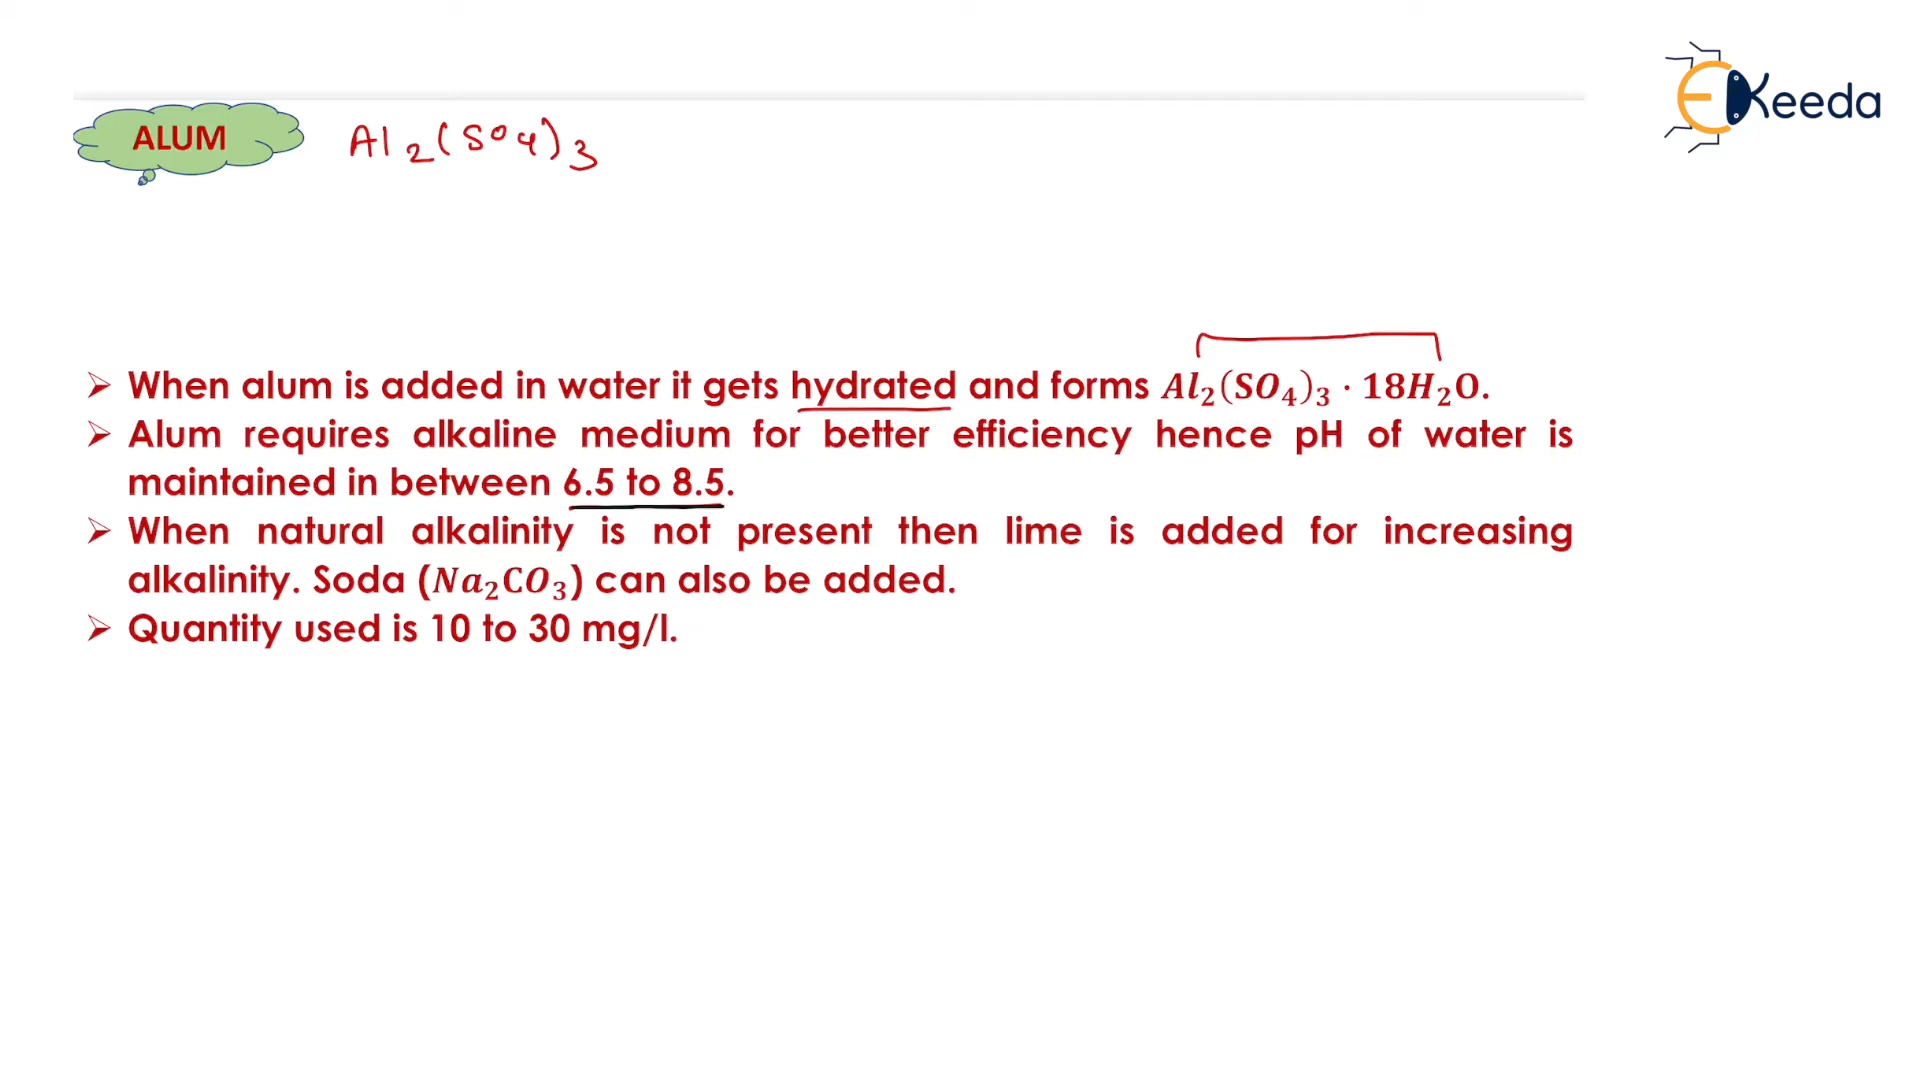 EKeeda
ALUM Al₂(SO₄)₃
➢ When alum is added in water it gets hydrated and forms Al₂(SO₄)₃ · 18H₂O.
➢ Alum requires alkaline medium for better efficiency hence pH of water is
maintained in between 6.5 to 8.5.
➢ When natural alkalinity is not present then lime is added for increasing
alkalinity. Soda (Na₂CO₃) can also be added.
➢ Quantity used is 10 to 30 mg/l.